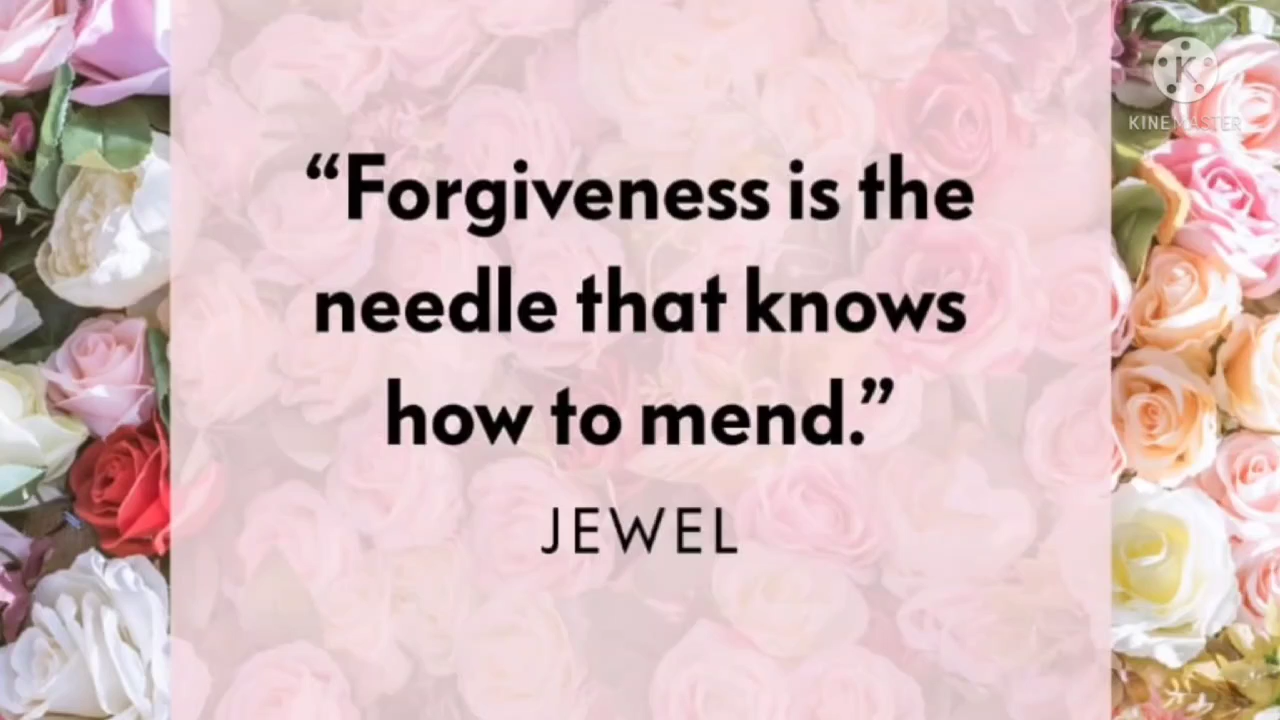 “Forgiveness is the
needle that knows
how to mend.”
JEWEL
K
KINEMASTER